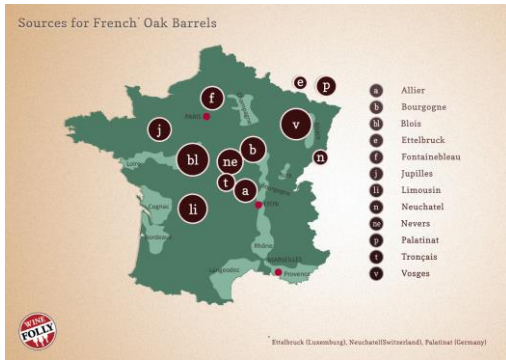 Sources for French* Oak Barrels
e
p
f
PARIS
j
v
n
b
bl
ne
t
a
li
Loire
Cognac
Bordeaux
LYON
Rhône
Languedoc
MARSEILLES
Provence
a Allier
b Bourgogne
bl Blois
e Ettelbruck
f Fontainebleau
j Jupilles
li Limousin
n Neuchatel
ne Nevers
p Palatinat
t Tronçais
v Vosges
WINE
FOLLY
* Ettelbruck (Luxemburg), Neuchatel(Switzerland), Palatinat (Germany)